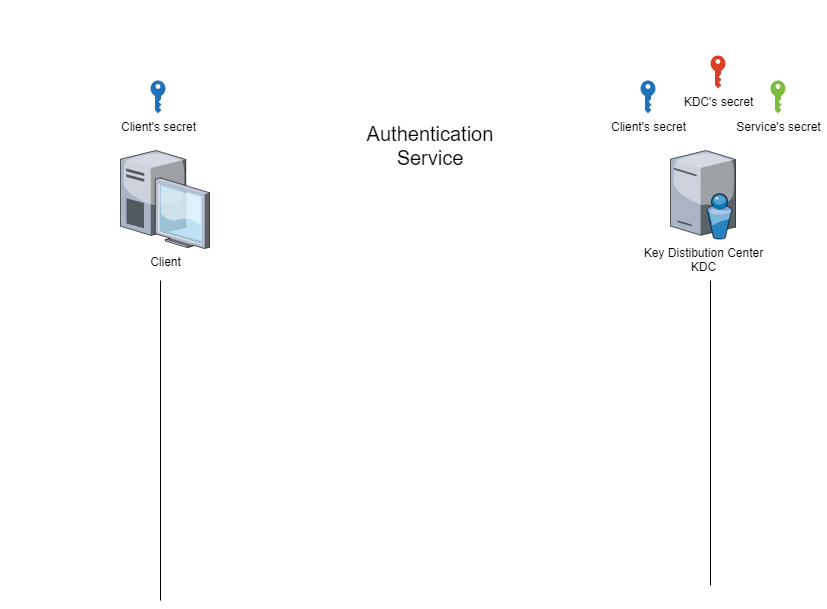 KDC's secret
Client's secret
Client's secret
Service's secret
Authentication
Service
Client
Key Distibution Center
KDC